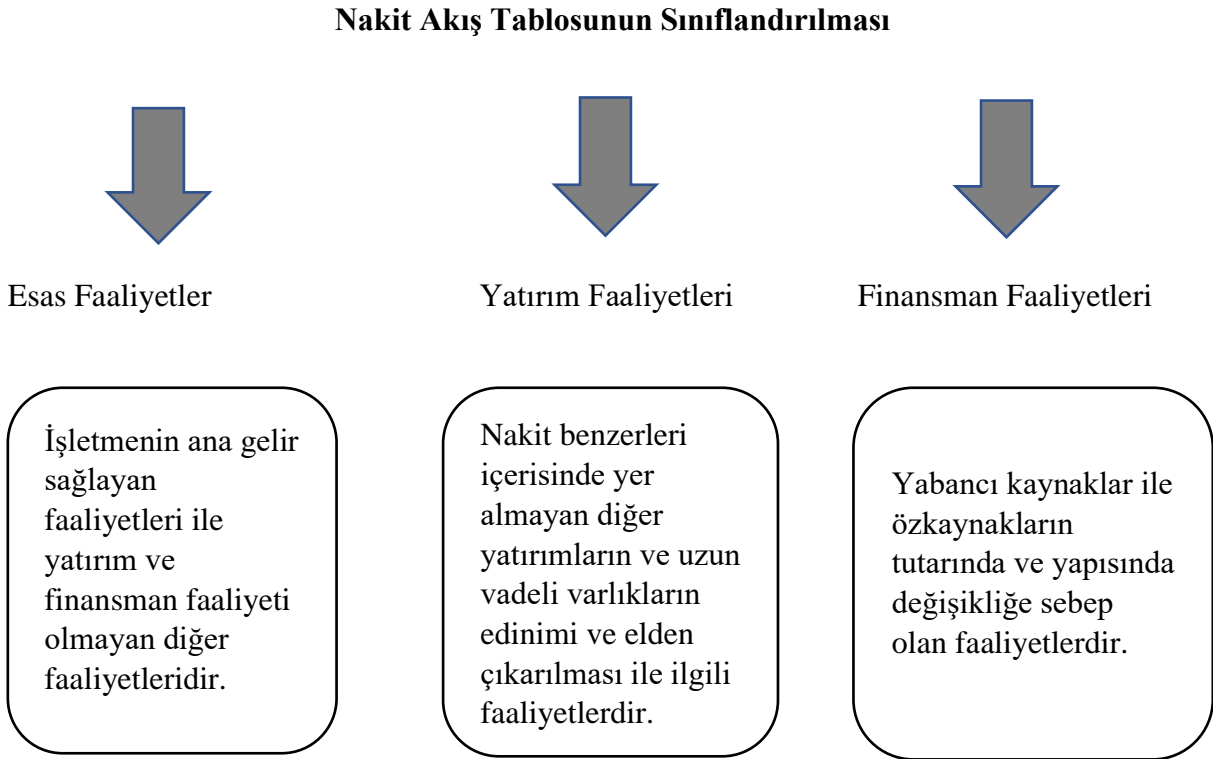 Nakit Akış Tablosunun Sınıflandırılması
Esas Faaliyetler
Yatırım Faaliyetleri
Finansman Faaliyetleri
İşletmenin ana gelir
sağlayan
faaliyetleri ile
yatırım ve
finansman faaliyeti
olmayan diğer
faaliyetleridir.
Nakit benzerleri
içerisinde yer
almayan diğer
yatırımların ve uzun
vadeli varlıkların
edinimi ve elden
çıkarılması ile ilgili
faaliyetlerdir.
Yabancı kaynaklar ile
özkaynakların
tutarında ve yapısında
değişikliğe sebep
olan faaliyetlerdir.